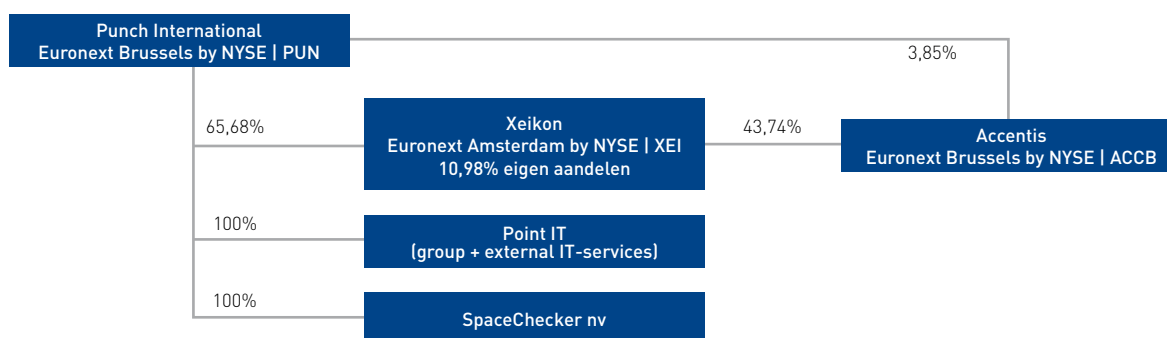 Punch International
Euronext Brussels by NYSE | PUN
3,85%
65,68%
Xeikon
Euronext Amsterdam by NYSE | XEI
10,98% eigen aandelen
43,74%
Accentis
Euronext Brussels by NYSE | ACCB
100%
Point IT
(group + external IT-services)
100%
SpaceChecker nv